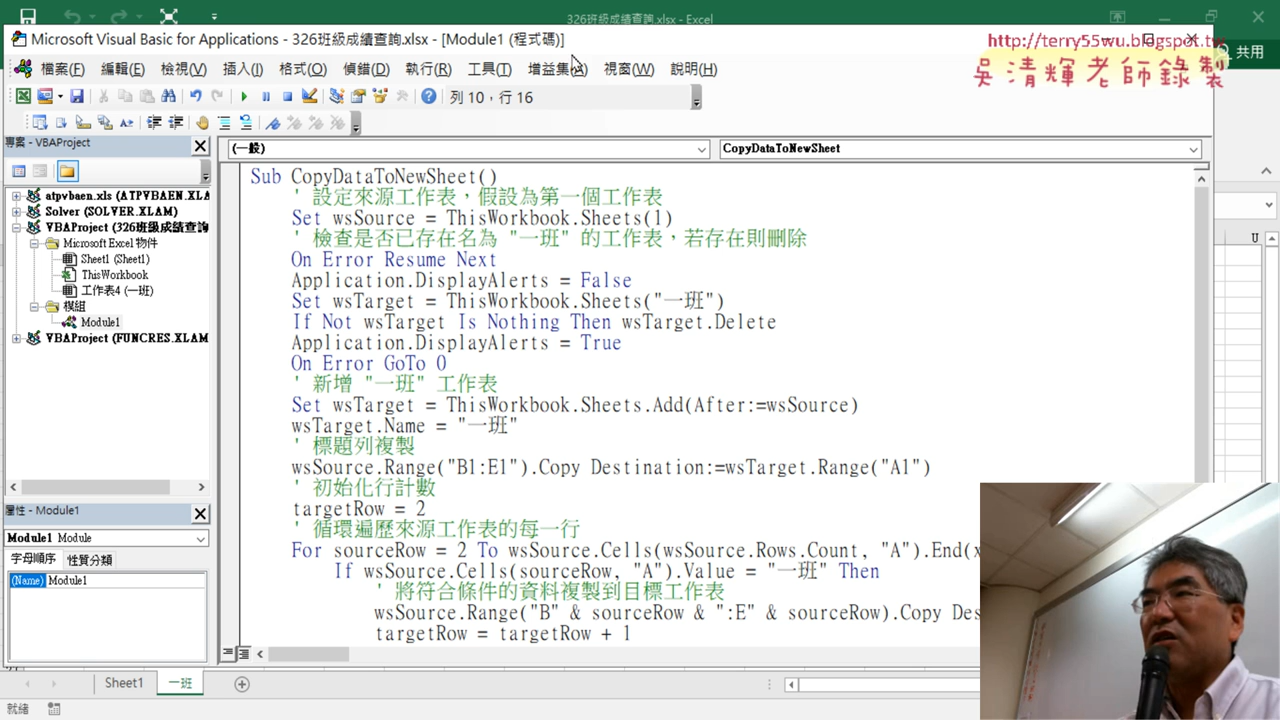 326班級成績查詢.xlsx - Excel
Microsoft Visual Basic for Applications - 326班級成績查詢.xlsx - [Module1 (程式碼)]
http://terry55wu.blogspot.tw
吳清輝老師錄製
共用
檔案(F) 編輯(E) 檢視(V) 插入(I) 格式(O) 偵錯(D) 執行(R) 工具(T) 增益集(A) 視窗(W) 說明(H)
列 10，行 16
專案 - VBAProject
(一般)
CopyDataToNewSheet
atpvbaen.xls (ATPVBAEN.XLA
Solver (SOLVER.XLAM)
VBAProject (326班級成績查詢
Microsoft Excel 物件
Sheet1 (Sheet1)
ThisWorkbook
工作表4 (一班)
模組
Module1
VBAProject (FUNCRES.XLAM
屬性 - Module1
Module1 Module
字母順序 性質分類
(Name) Module1
Sub CopyDataToNewSheet()
' 設定來源工作表，假設為第一個工作表
Set wsSource = ThisWorkbook.Sheets(1)
' 檢查是否已存在名為 "一班" 的工作表，若存在則刪除
On Error Resume Next
Application.DisplayAlerts = False
Set wsTarget = ThisWorkbook.Sheets("一班")
If Not wsTarget Is Nothing Then wsTarget.Delete
Application.DisplayAlerts = True
On Error GoTo 0
' 新增 "一班" 工作表
Set wsTarget = ThisWorkbook.Sheets.Add(After:=wsSource)
wsTarget.Name = "一班"
' 標題列複製
wsSource.Range("B1:E1").Copy Destination:=wsTarget.Range("A1")
' 初始化行計數
targetRow = 2
' 循環遍歷來源工作表的每一行
For sourceRow = 2 To wsSource.Cells(wsSource.Rows.Count, "A").End(x
If wsSource.Cells(sourceRow, "A").Value = "一班" Then
' 將符合條件的資料複製到目標工作表
wsSource.Range("B" & sourceRow & ":E" & sourceRow).Copy Des
targetRow = targetRow + 1
U
Sheet1 一班
就緒